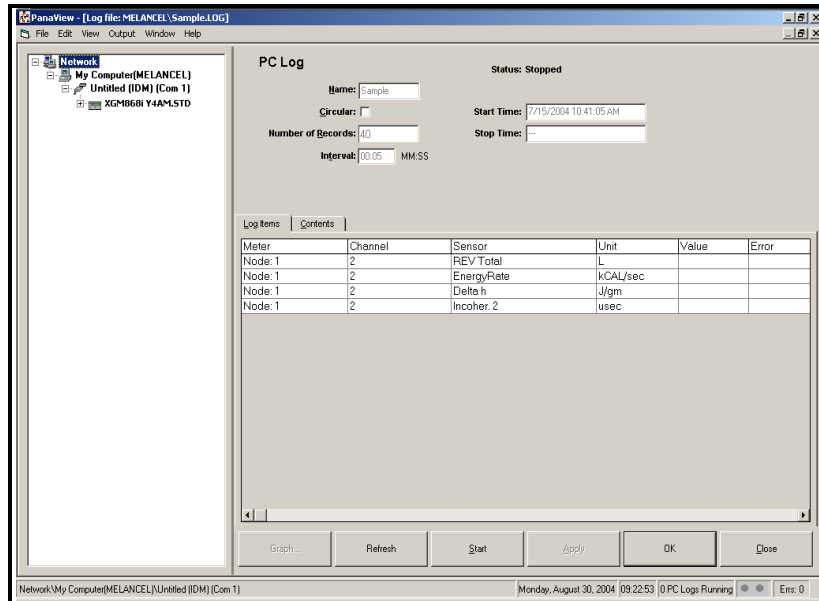 PanaView - [Log file: MELANCEL\Sample.LOG]
File Edit View Output Window Help
Network
My Computer(MELANCEL)
Untitled (IDM) (Com 1)
XGM868i Y4AM.STD
PC Log
Status: Stopped
Name: Sample
Circular:
Start Time: 7/15/2004 10:41:05 AM
Number of Records: 40
Stop Time: ---
Interval: 00:05 MM:SS
Log Items Contents
Meter Channel Sensor Unit Value Error
Node: 1 2 REV Total L
Node: 1 2 EnergyRate kCAL/sec
Node: 1 2 Delta h J/gm
Node: 1 2 Incoher. 2 usec
Graph... Refresh Start Apply OK Close
Network\My Computer(MELANCEL)\Untitled (IDM) (Com 1) Monday, August 30, 2004 09:22:53 0 PC Logs Running Errs: 0